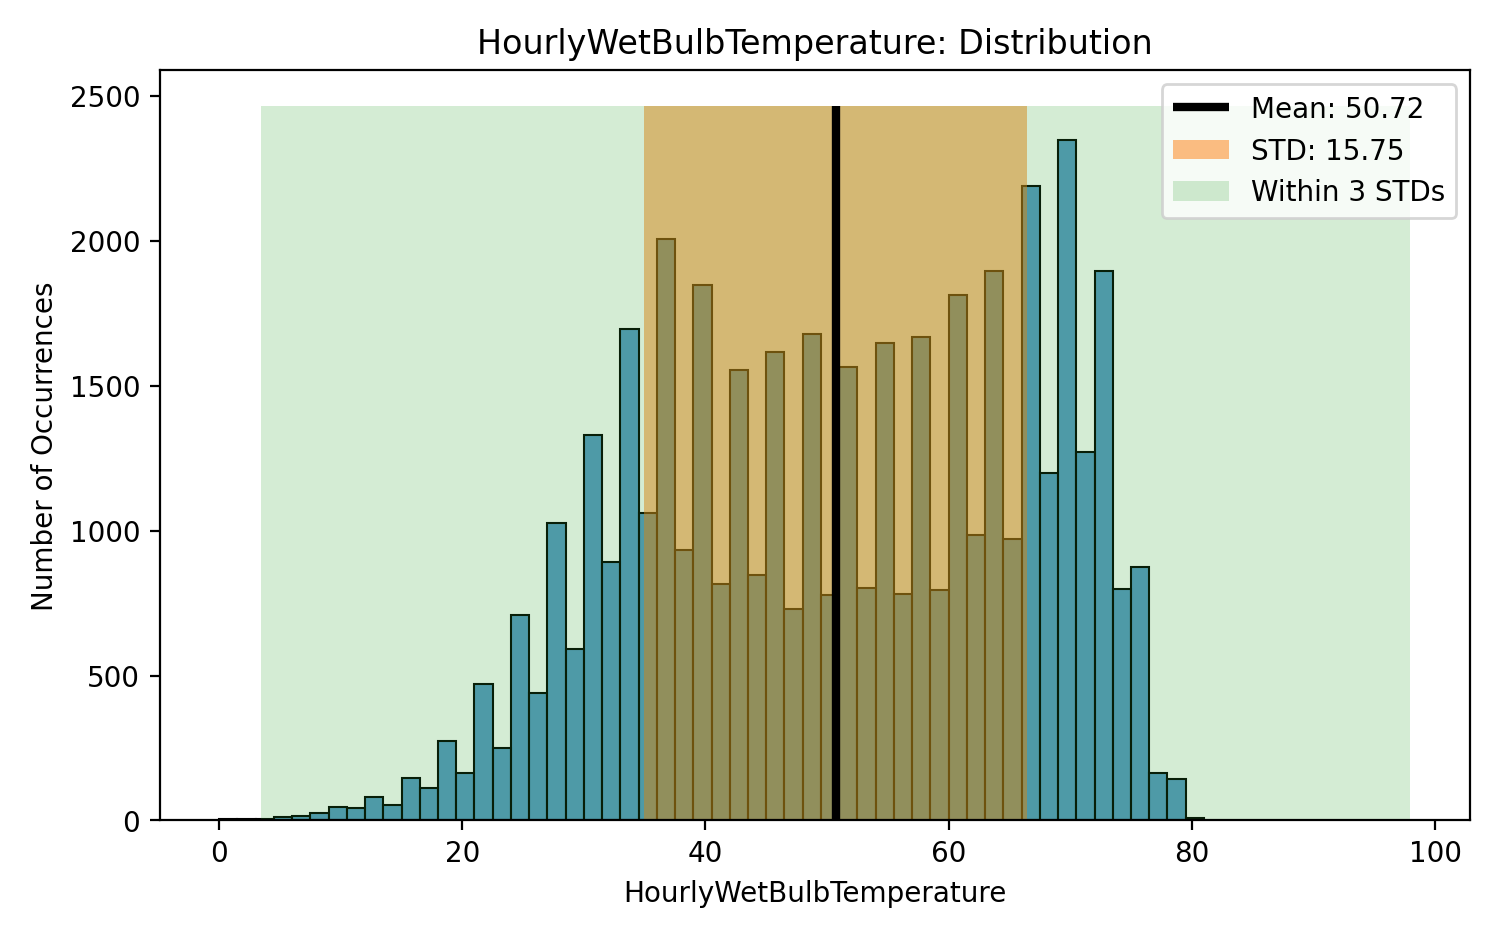 HourlyWetBulbTemperature: Distribution
Mean: 50.72
STD: 15.75
Within 3 STDs
Number of Occurrences
2500
2000
1500
1000
500
0
0 20 40 60 80 100
HourlyWetBulbTemperature